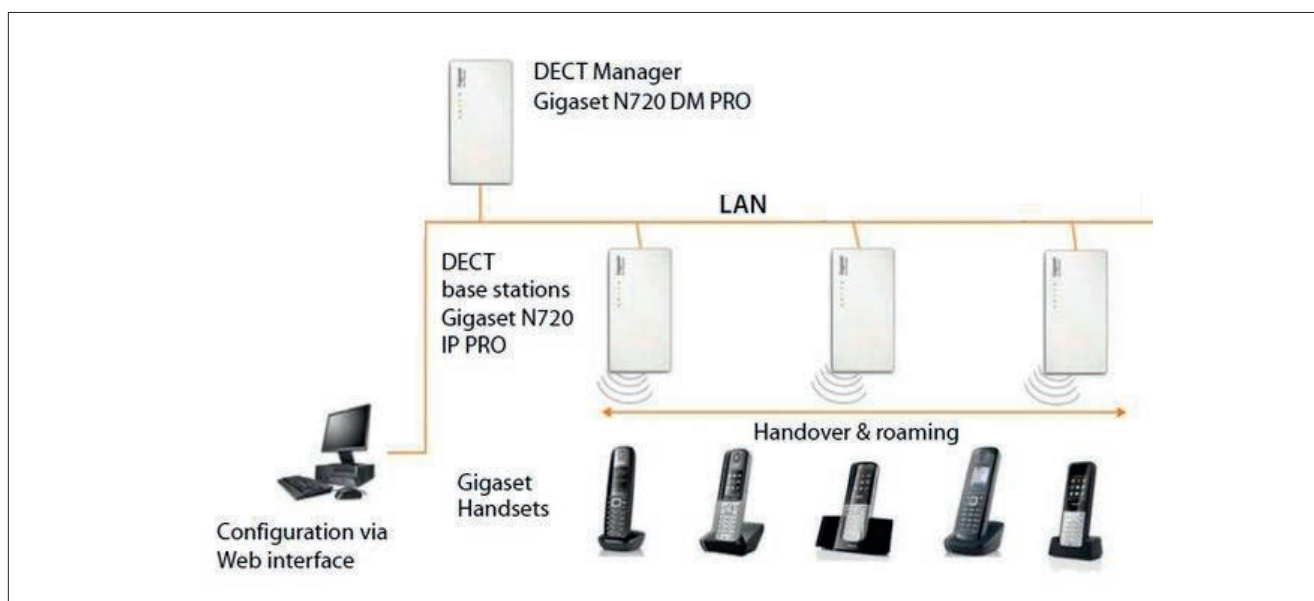 DECT Manager
Gigaset N720 DM PRO
LAN
DECT
base stations
Gigaset N720
IP PRO
Handover & roaming
Gigaset
Handsets
Configuration via
Web interface